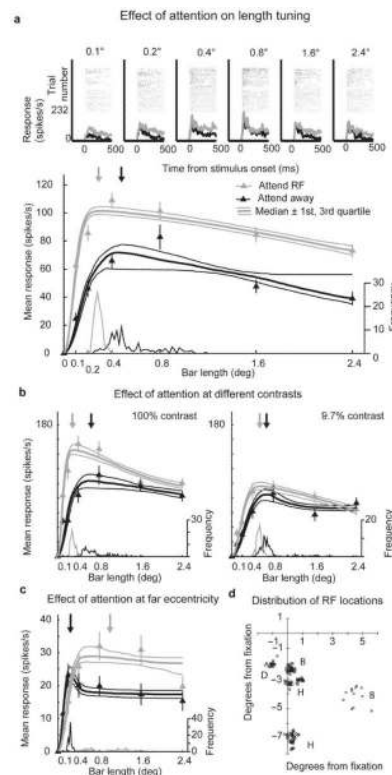 Effect of attention on length tuning
a
0.1° 0.2° 0.4° 0.8° 1.6° 2.4°
Trial number
232
Response (spikes/s)
0
0 500 0 500 0 500 0 500 0 500 0 500
Time from stimulus onset (ms)
Attend RF
Attend away
Median ± 1st, 3rd quartile
Mean response (spikes/s)
120
100
80
60
40
20
0
Frequency
30
20
10
0
0.1 0.2 0.4 0.8 1.6 2.4
Bar length (deg)
b
Effect of attention at different contrasts
100% contrast
9.7% contrast
180
180
Mean response (spikes/s)
Frequency
30
Frequency
20
0.1 0.4 0.8 1.6 2.4
0.1 0.4 0.8 1.6 2.4
Bar length (deg)
Bar length (deg)
c
Effect of attention at far eccentricity
Mean response (spikes/s)
40
30
20
10
0
Frequency
40
20
0
0.1 0.4 0.8 1.6 2.4
Bar length (deg)
d
Distribution of RF locations
1
−1 1 5
−1
−3
−5
−7
D B H B H
Degrees from fixation
Degrees from fixation